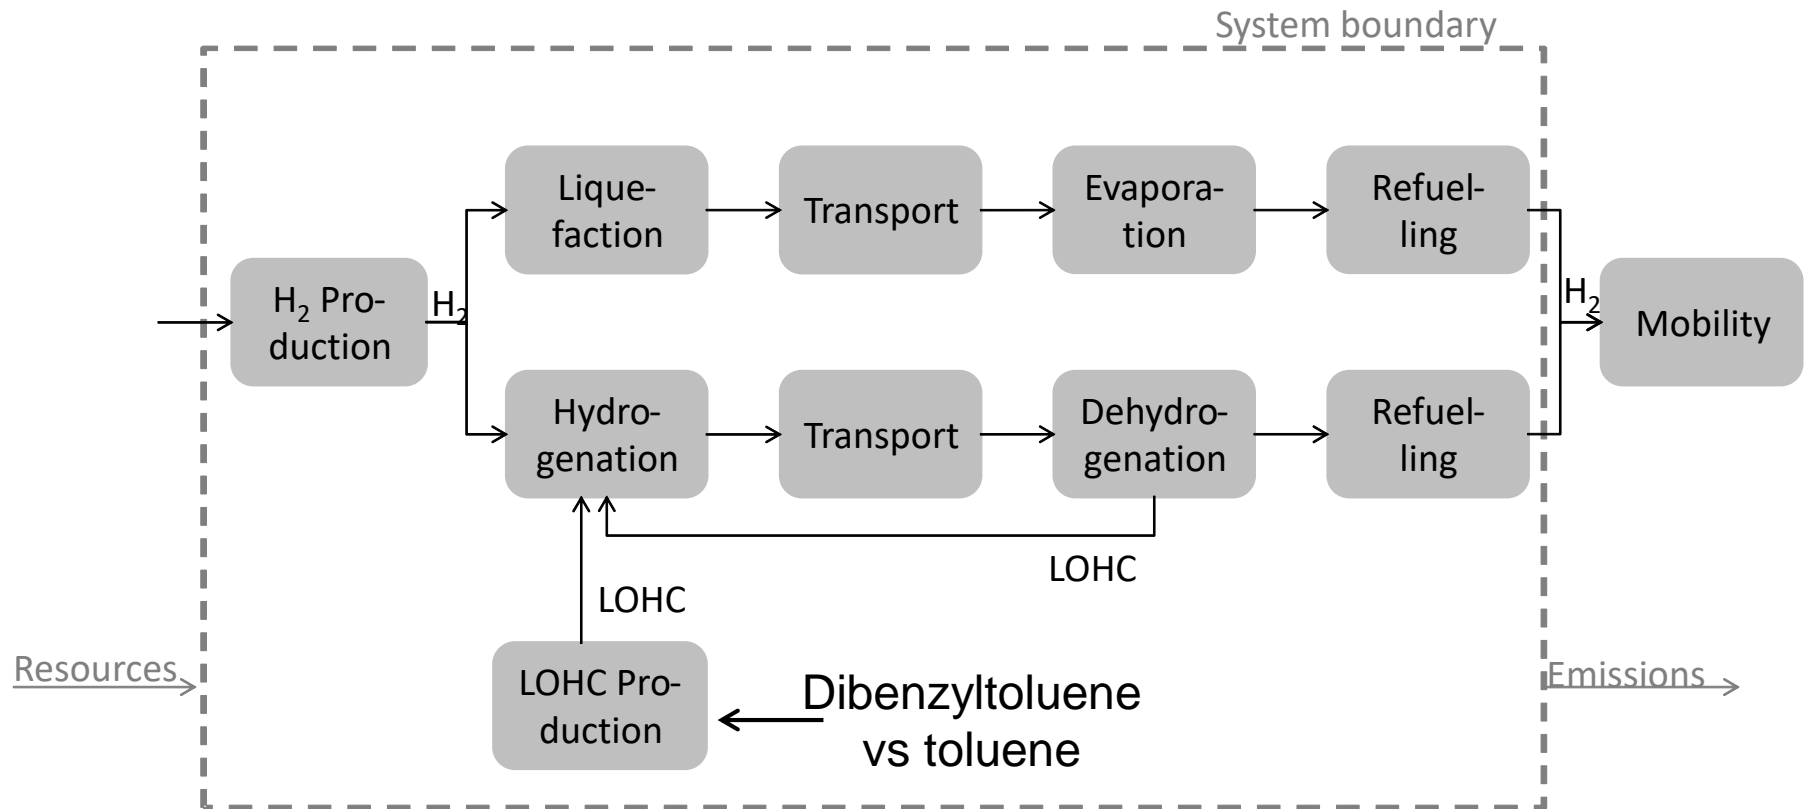 System boundary
Lique-
faction
Transport
Evapora-
tion
Refuel-
ling
H₂ Pro-
duction
H₂
H₂
Mobility
Hydro-
genation
Transport
Dehydro-
genation
Refuel-
ling
LOHC
LOHC
Resources
LOHC Pro-
duction
Dibenzyltoluene
vs toluene
Emissions